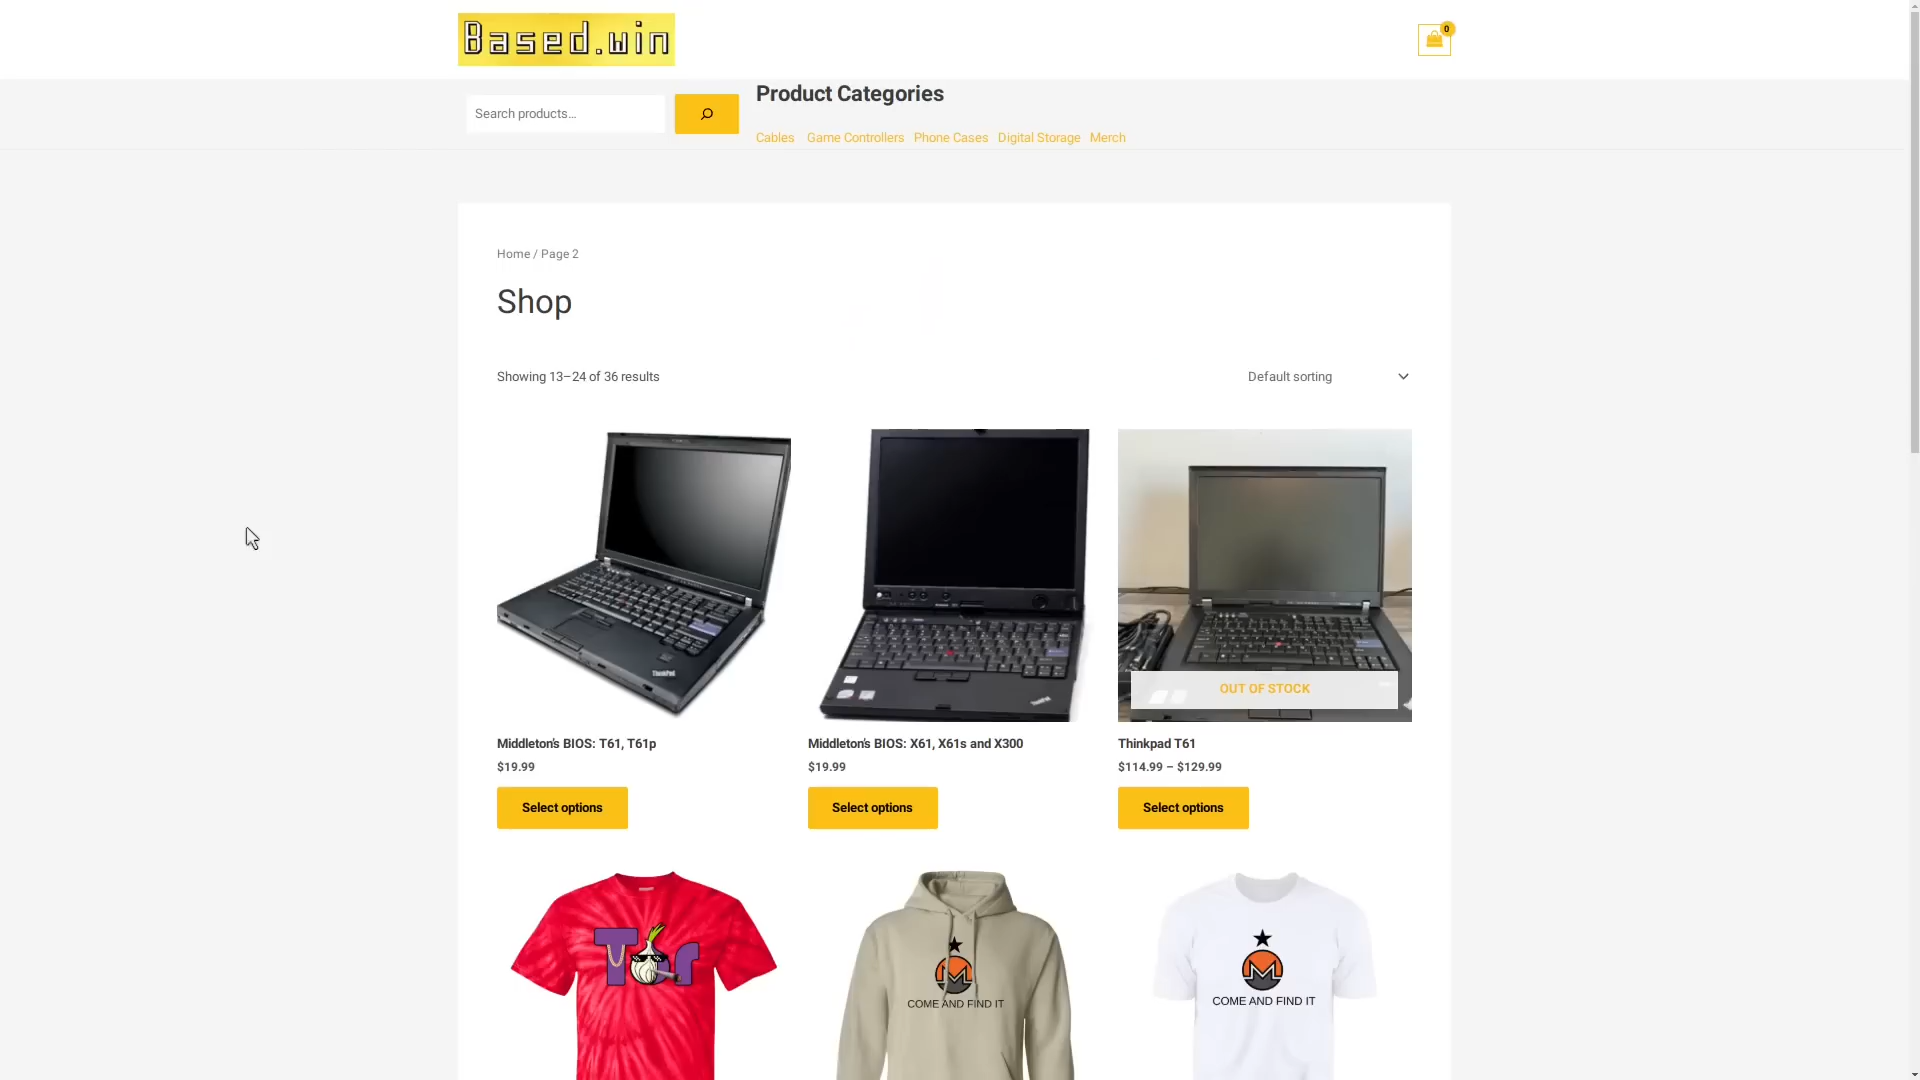 Based.win
0
Search products...
Product Categories
Cables Game Controllers Phone Cases Digital Storage Merch
Home / Page 2
Shop
Showing 13–24 of 36 results
Default sorting
ThinkPad
OUT OF STOCK
Middleton's BIOS: T61, T61p
Middleton's BIOS: X61, X61s and X300
Thinkpad T61
$19.99
$19.99
$114.99 – $129.99
Select options
Select options
Select options
Tor
COME AND FIND IT
COME AND FIND IT